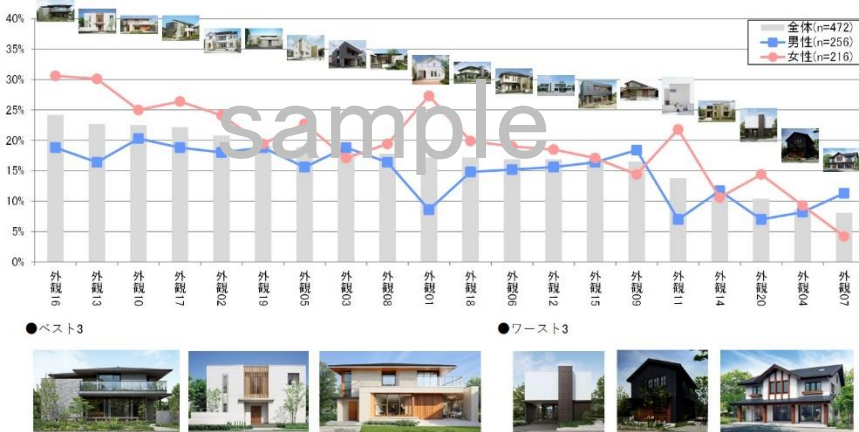 40%
35%
30%
25%
20%
15%
10%
5%
0%
全体(n=472)
男性(n=256)
女性(n=216)
sample
外観16
外観13
外観10
外観17
外観02
外観19
外観05
外観03
外観08
外観01
外観18
外観06
外観12
外観15
外観09
外観11
外観14
外観20
外観04
外観07
●ベスト3
●ワースト3